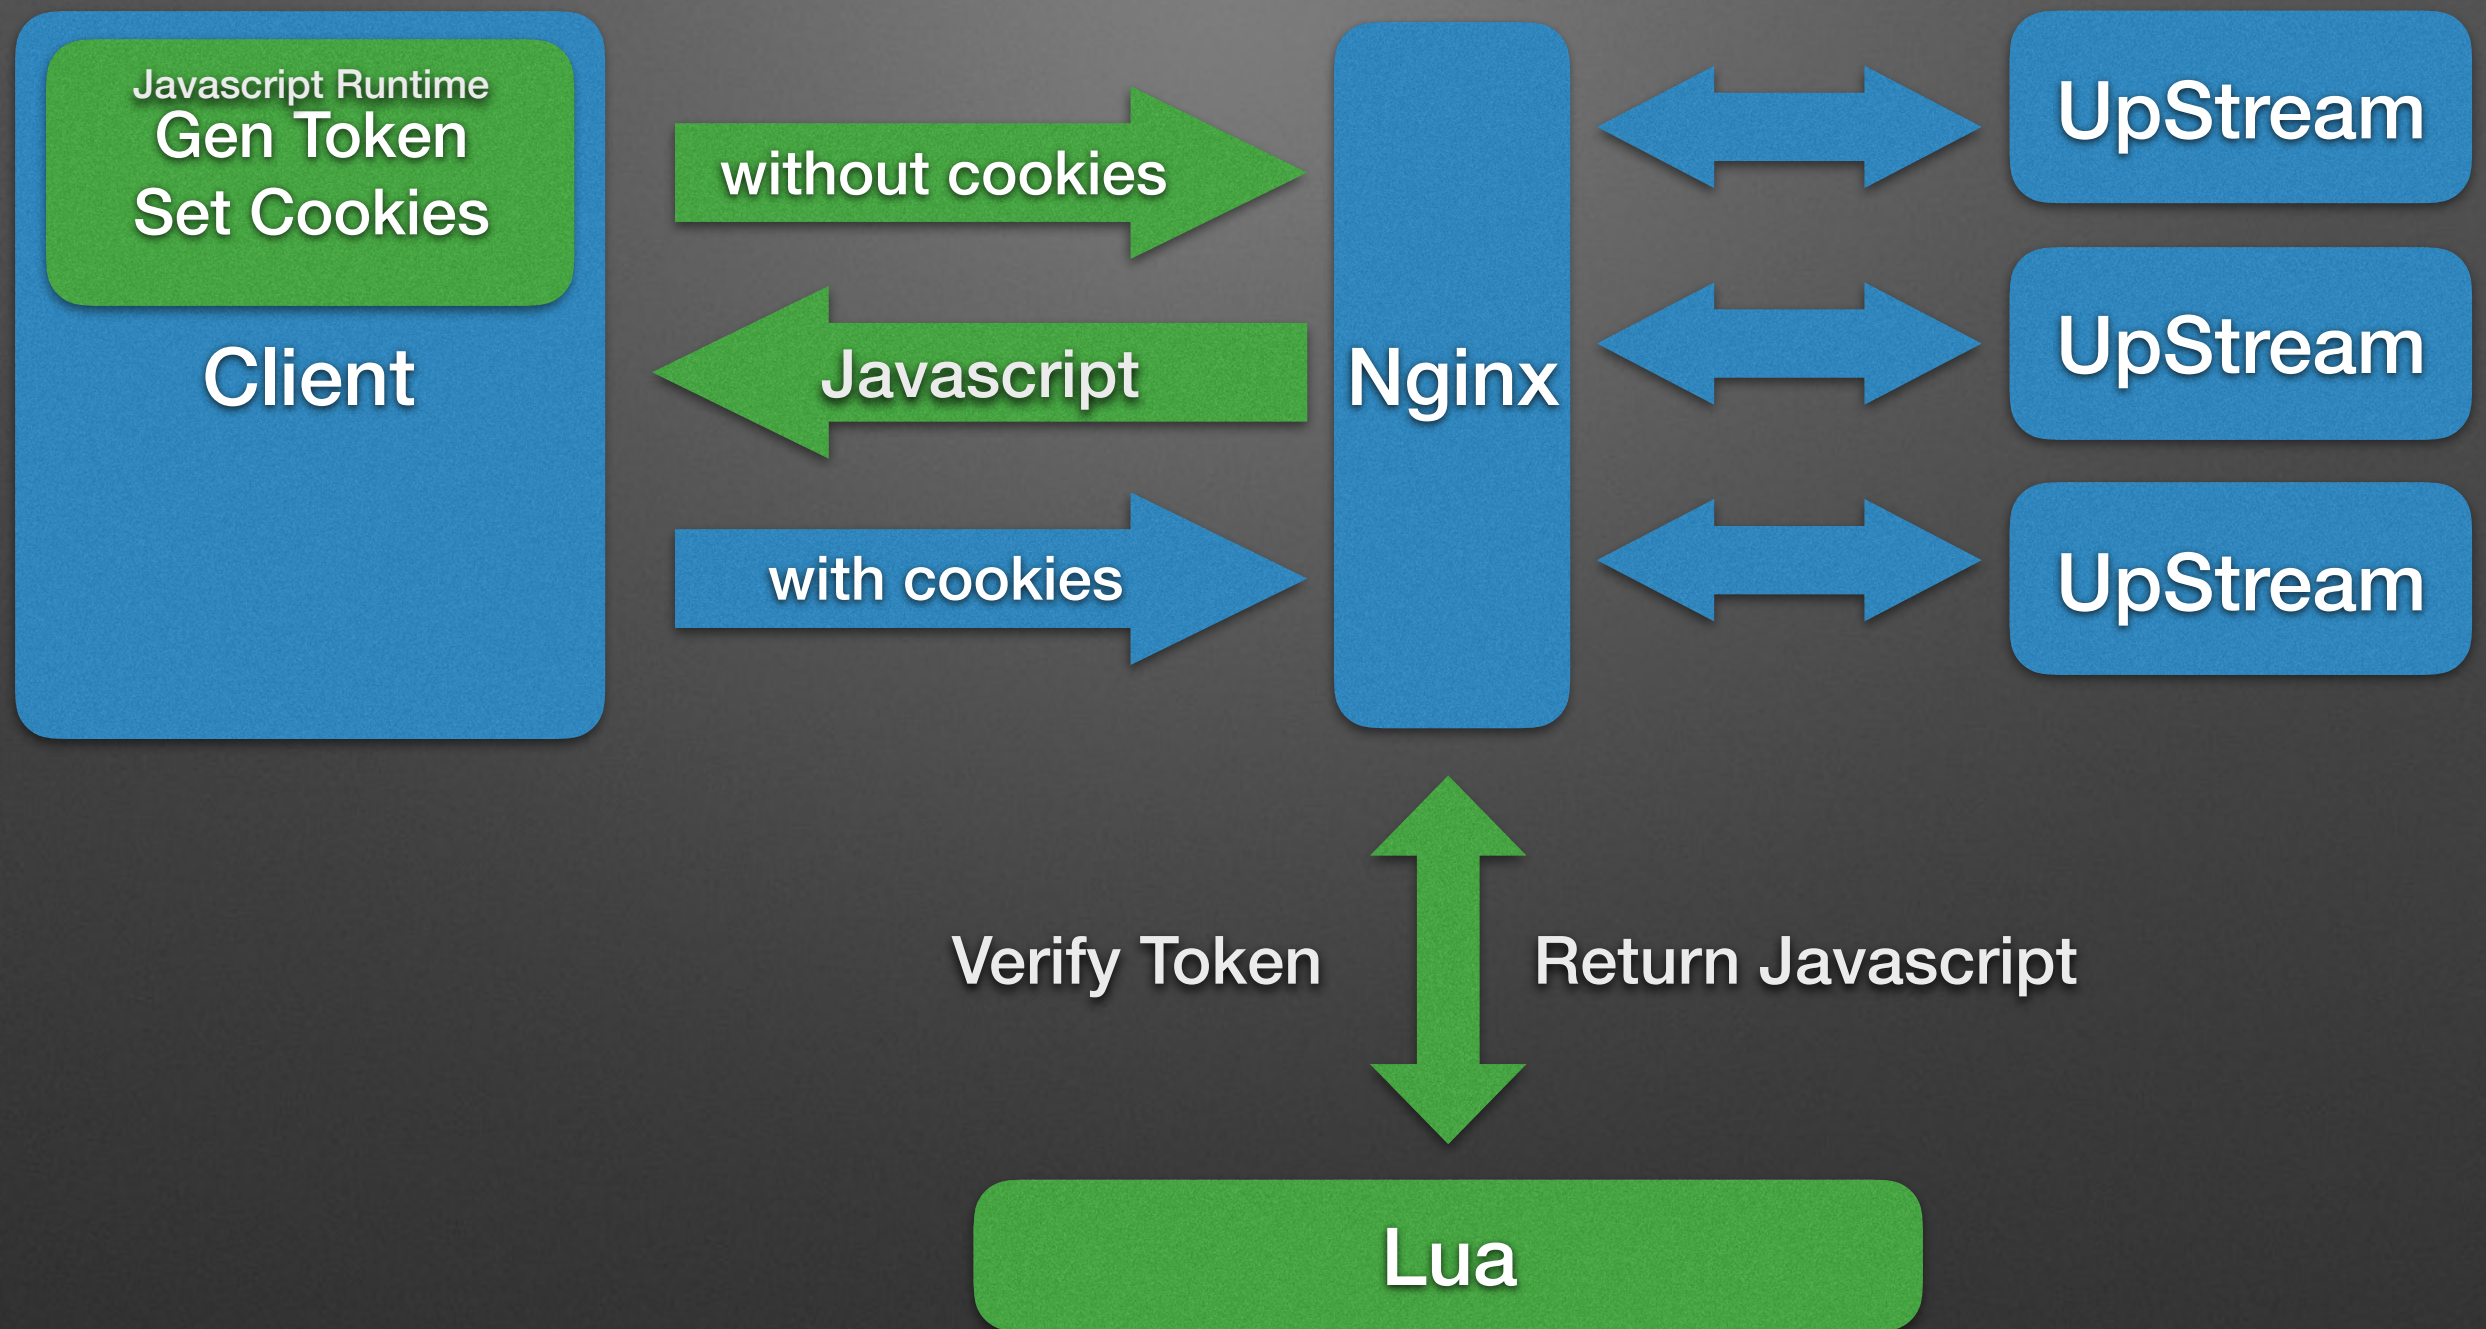 Javascript Runtime
Gen Token
Set Cookies
Client
without cookies
Javascript
with cookies
Nginx
UpStream
UpStream
UpStream
Verify Token
Return Javascript
Lua